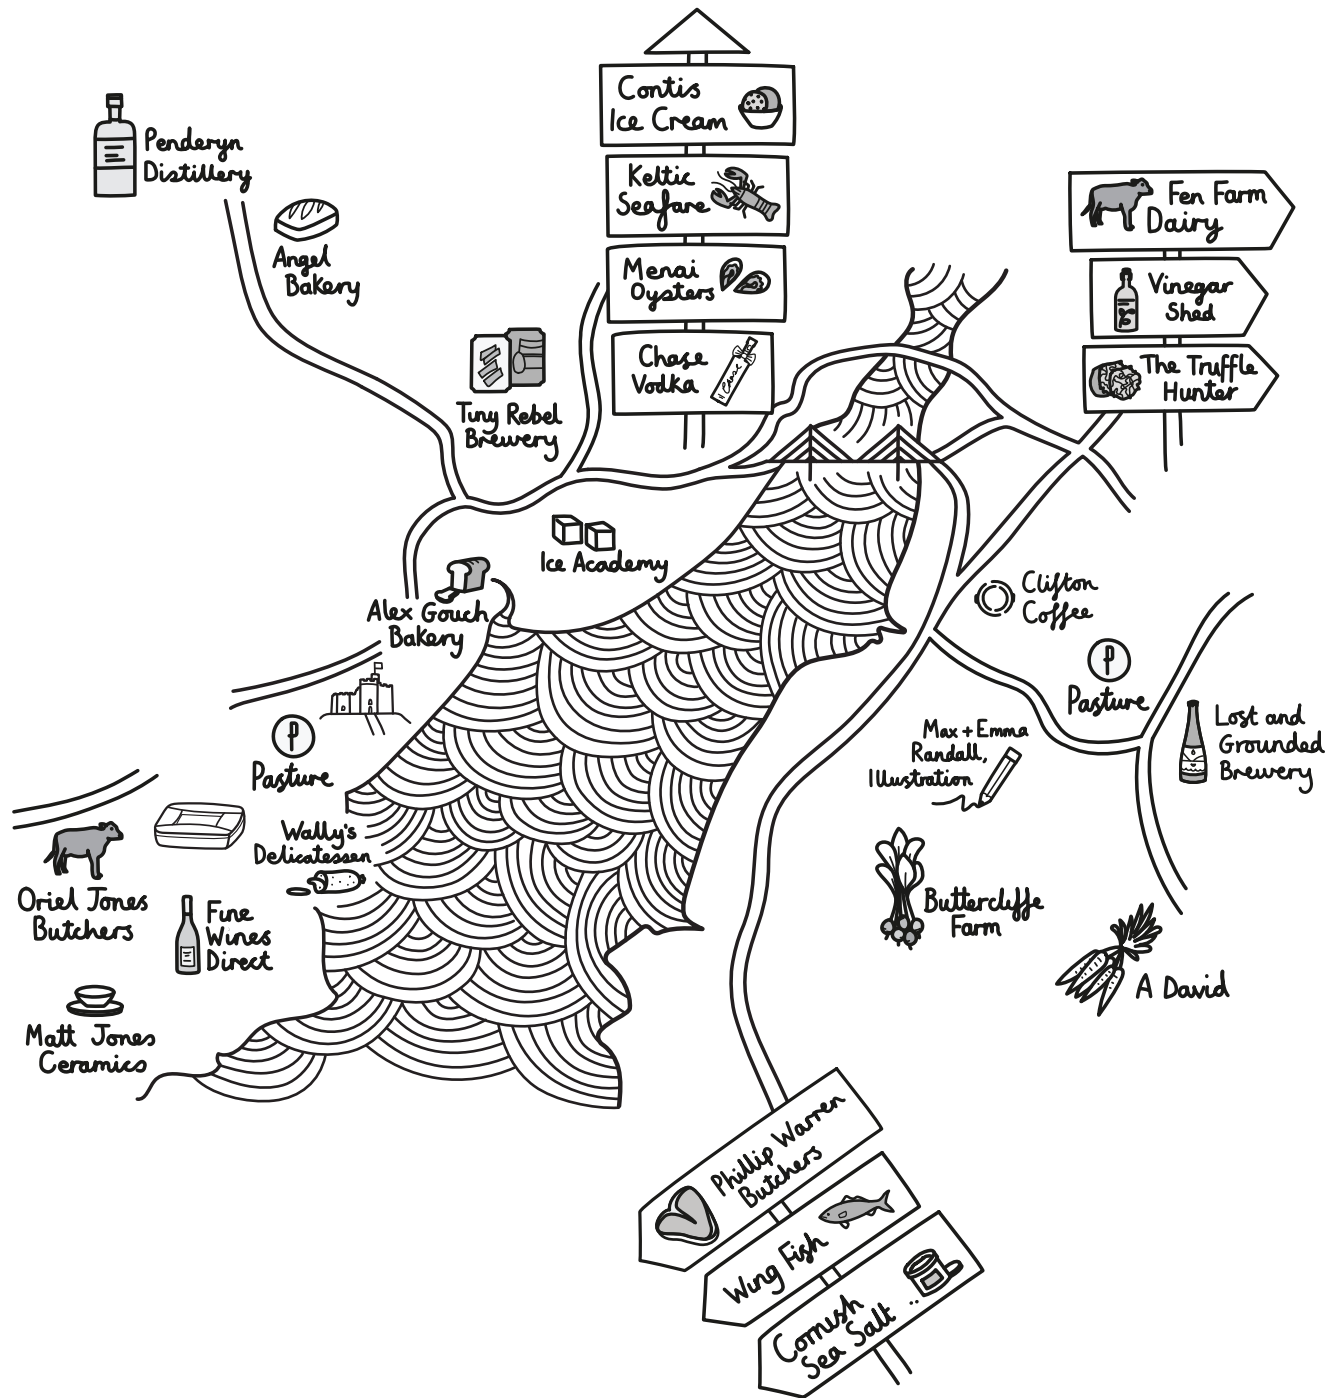 Contis
Ice Cream
Keltic
Seafare
Menai
Oysters
Chase
Vodka
Chase
Penderyn
Distillery
Angel
Bakery
Tiny Rebel
Brewery
Fen Farm
Dairy
Vinegar
Shed
The Truffle
Hunter
Ice Academy
Alex Gouch
Bakery
Clifton
Coffee
P
Pasture
P
Pasture
Lost and
Grounded
Brewery
Max + Emma
Randall,
Illustration
Wally's
Delicatessen
Oriel Jones
Butchers
Fine
Wines
Direct
Buttercliffe
Farm
A David
Matt Jones
Ceramics
Phillip Warren
Butchers
Wing Fish
Cornish
Sea Salt